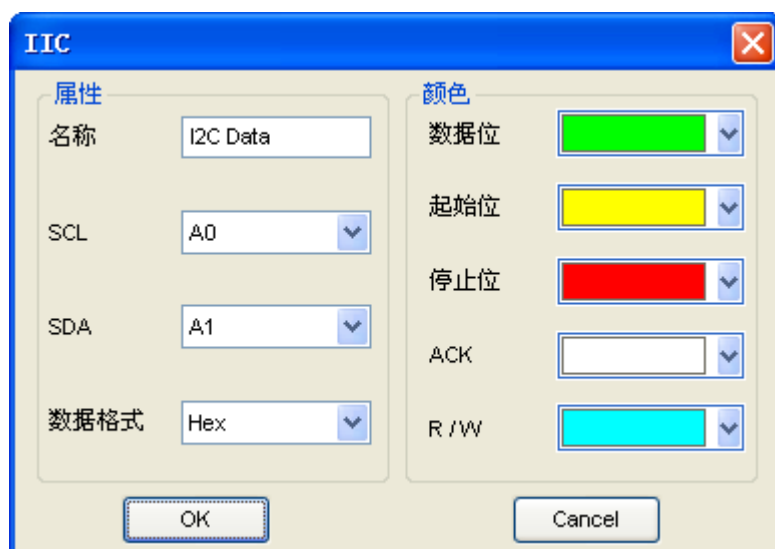 IIC
属性
名称
I2C Data
SCL
A0
SDA
A1
数据格式
Hex
颜色
数据位
起始位
停止位
ACK
R/W
OK
Cancel